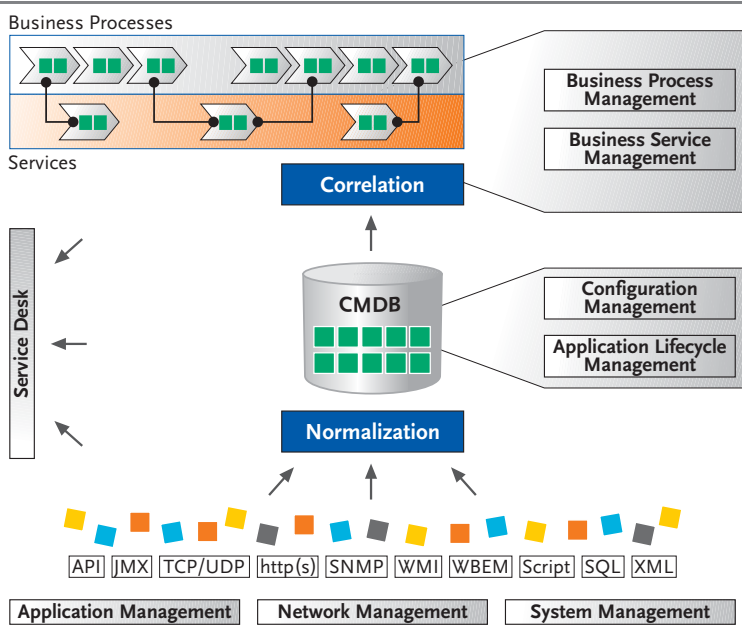 Business Processes
Business Process
Management
Business Service
Management
Services
Correlation
Service Desk
CMDB
Configuration
Management
Application Lifecycle
Management
Normalization
API JMX TCP/UDP http(s) SNMP WMI WBEM Script SQL XML
Application Management Network Management System Management